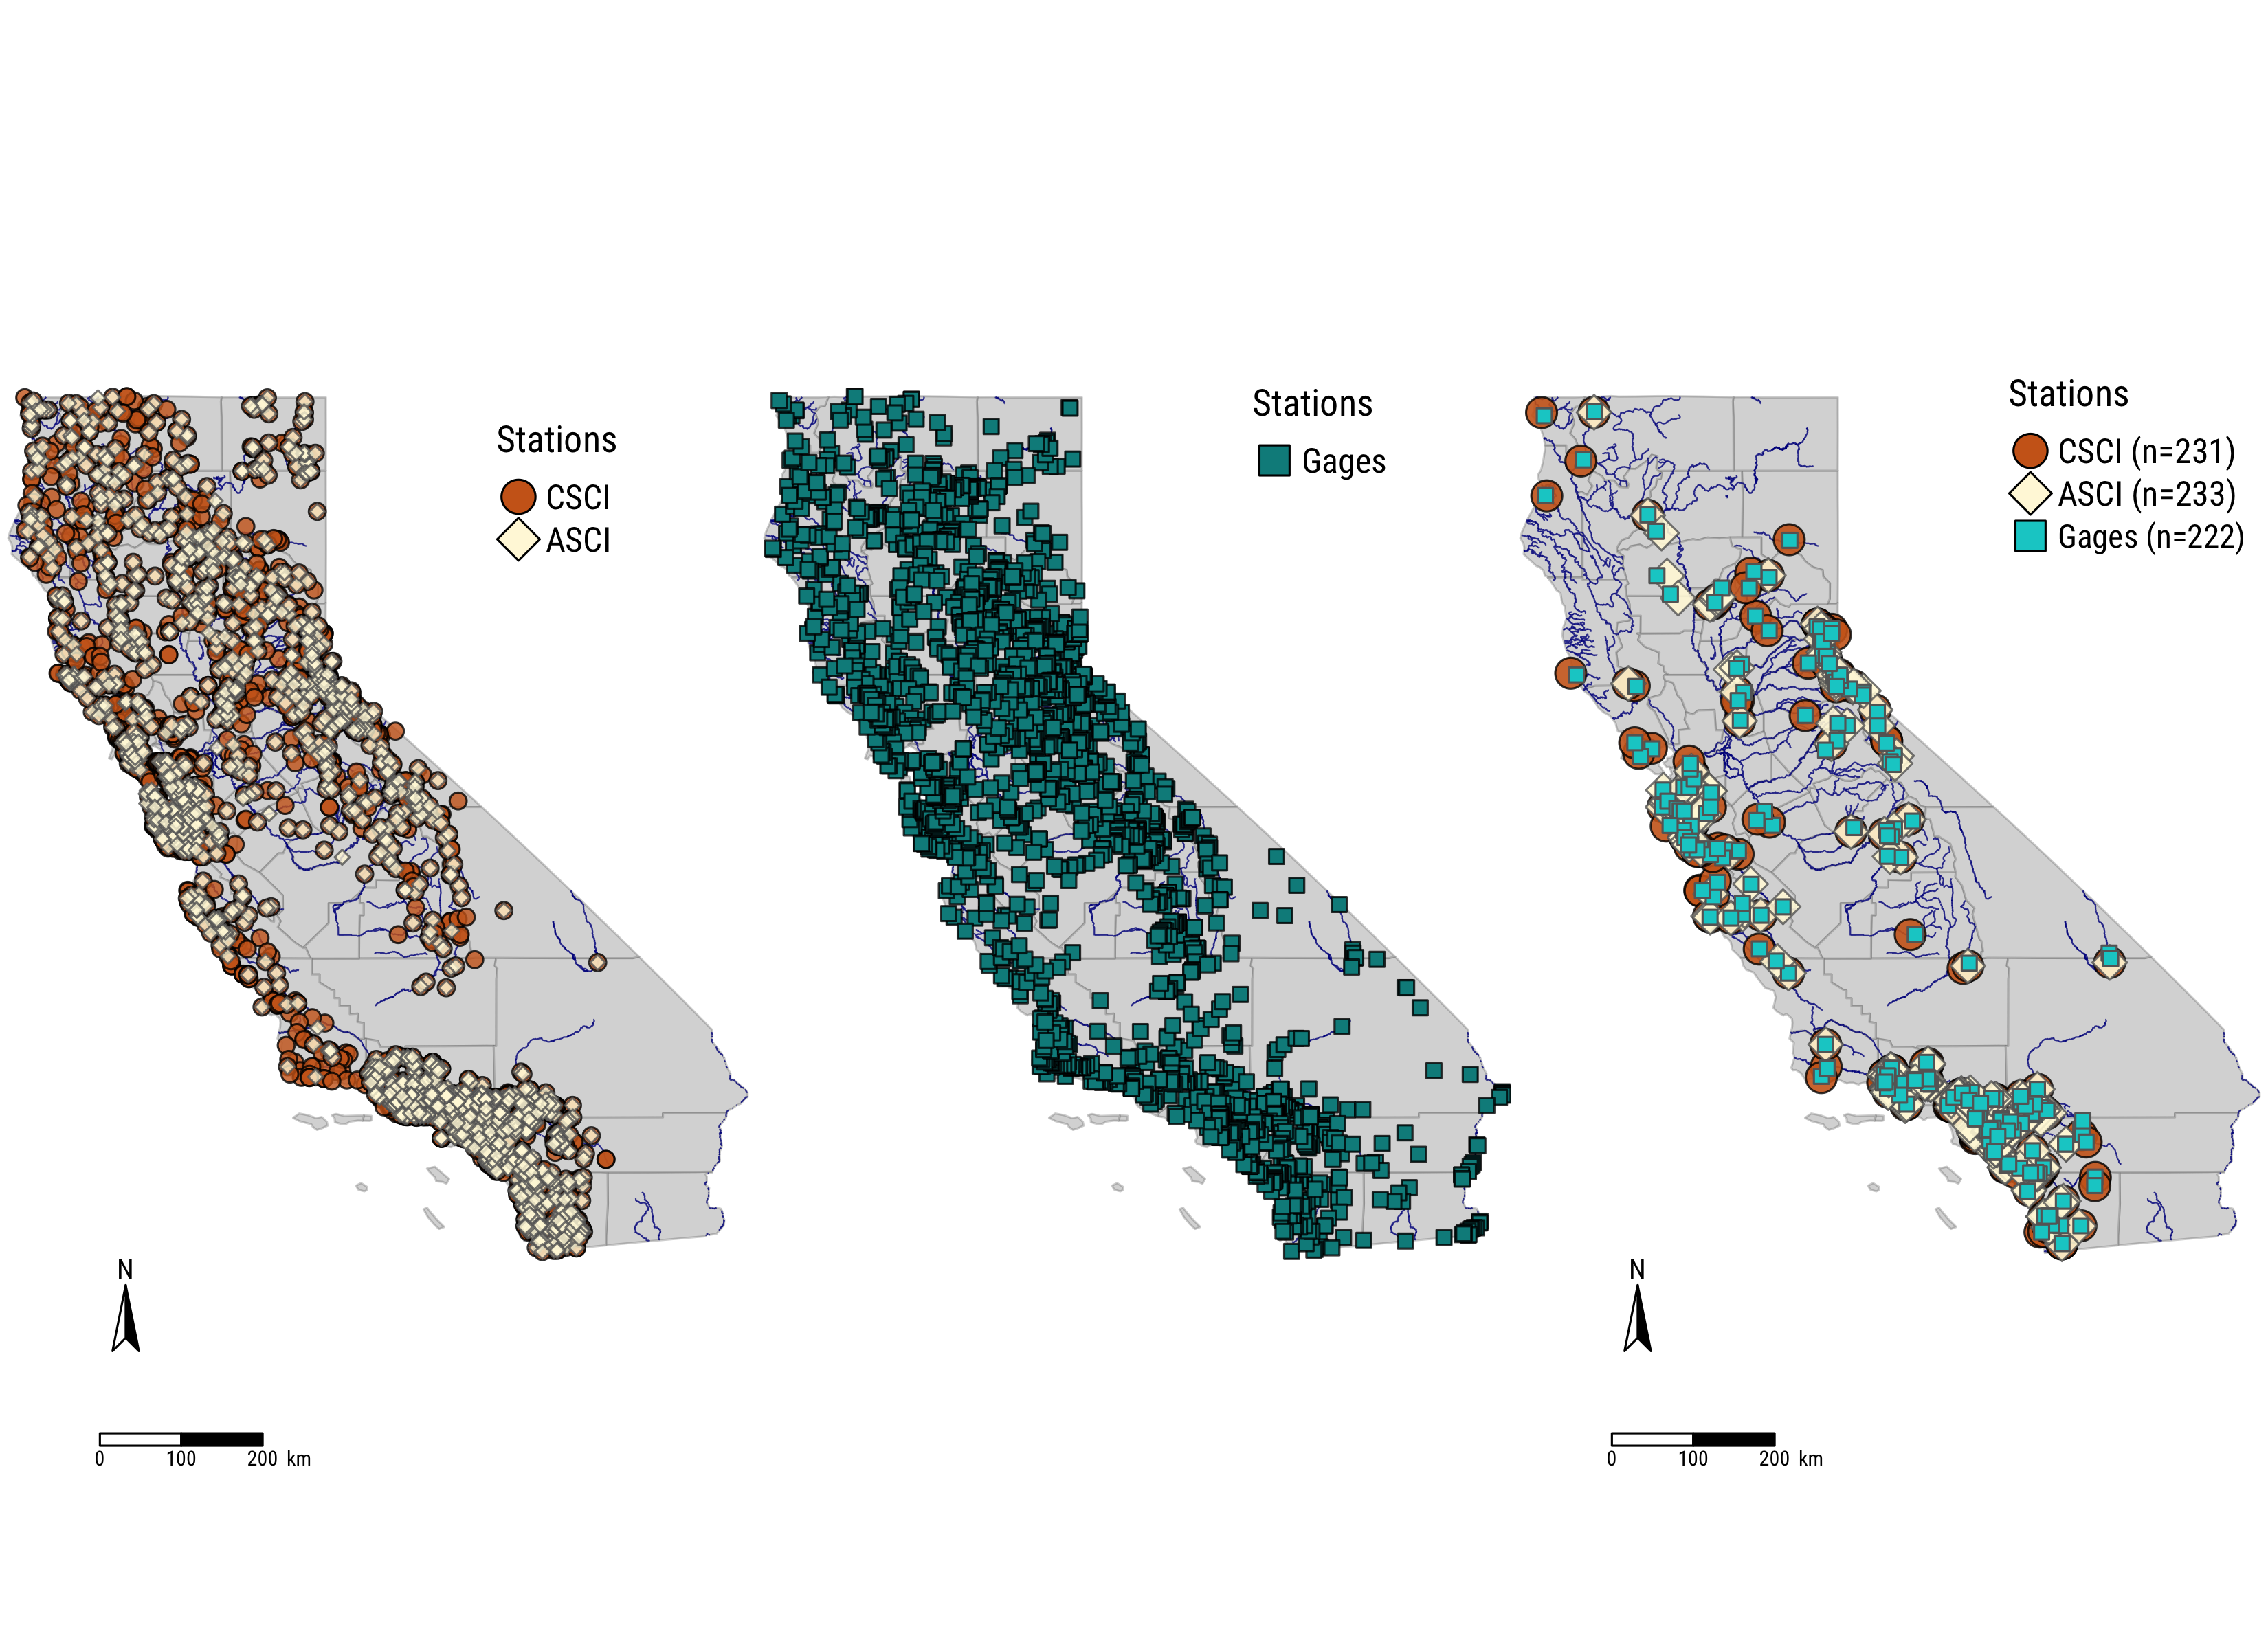 Stations
CSCI
ASCI
N
0 100 200 km
Stations
Gages
Stations
CSCI (n=231)
ASCI (n=233)
Gages (n=222)
N
0 100 200 km